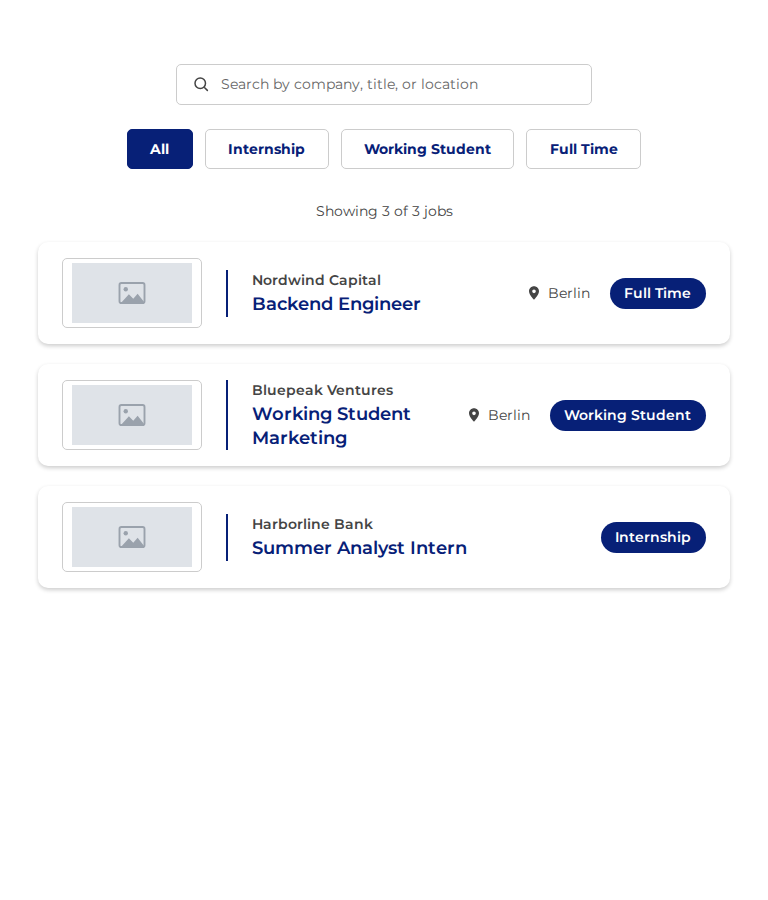 Search by company, title, or location
All Internship Working Student Full Time
Showing 3 of 3 jobs
Nordwind Capital
Backend Engineer
Berlin Full Time
Bluepeak Ventures
Working Student
Marketing
Berlin Working Student
Harborline Bank
Summer Analyst Intern
Internship